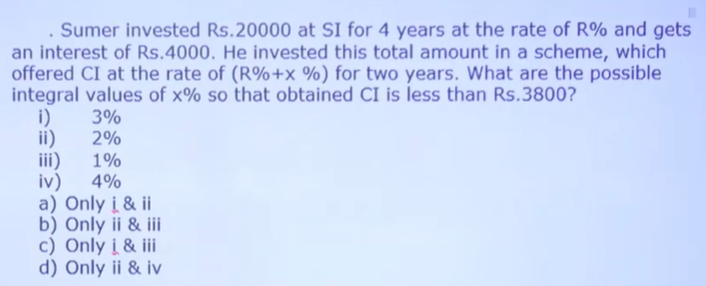 . Sumer invested Rs.20000 at SI for 4 years at the rate of R% and gets
an interest of Rs.4000. He invested this total amount in a scheme, which
offered CI at the rate of (R%+x %) for two years. What are the possible
integral values of x% so that obtained CI is less than Rs.3800?
i) 3%
ii) 2%
iii) 1%
iv) 4%
a) Only i & ii
b) Only ii & iii
c) Only i & iii
d) Only ii & iv